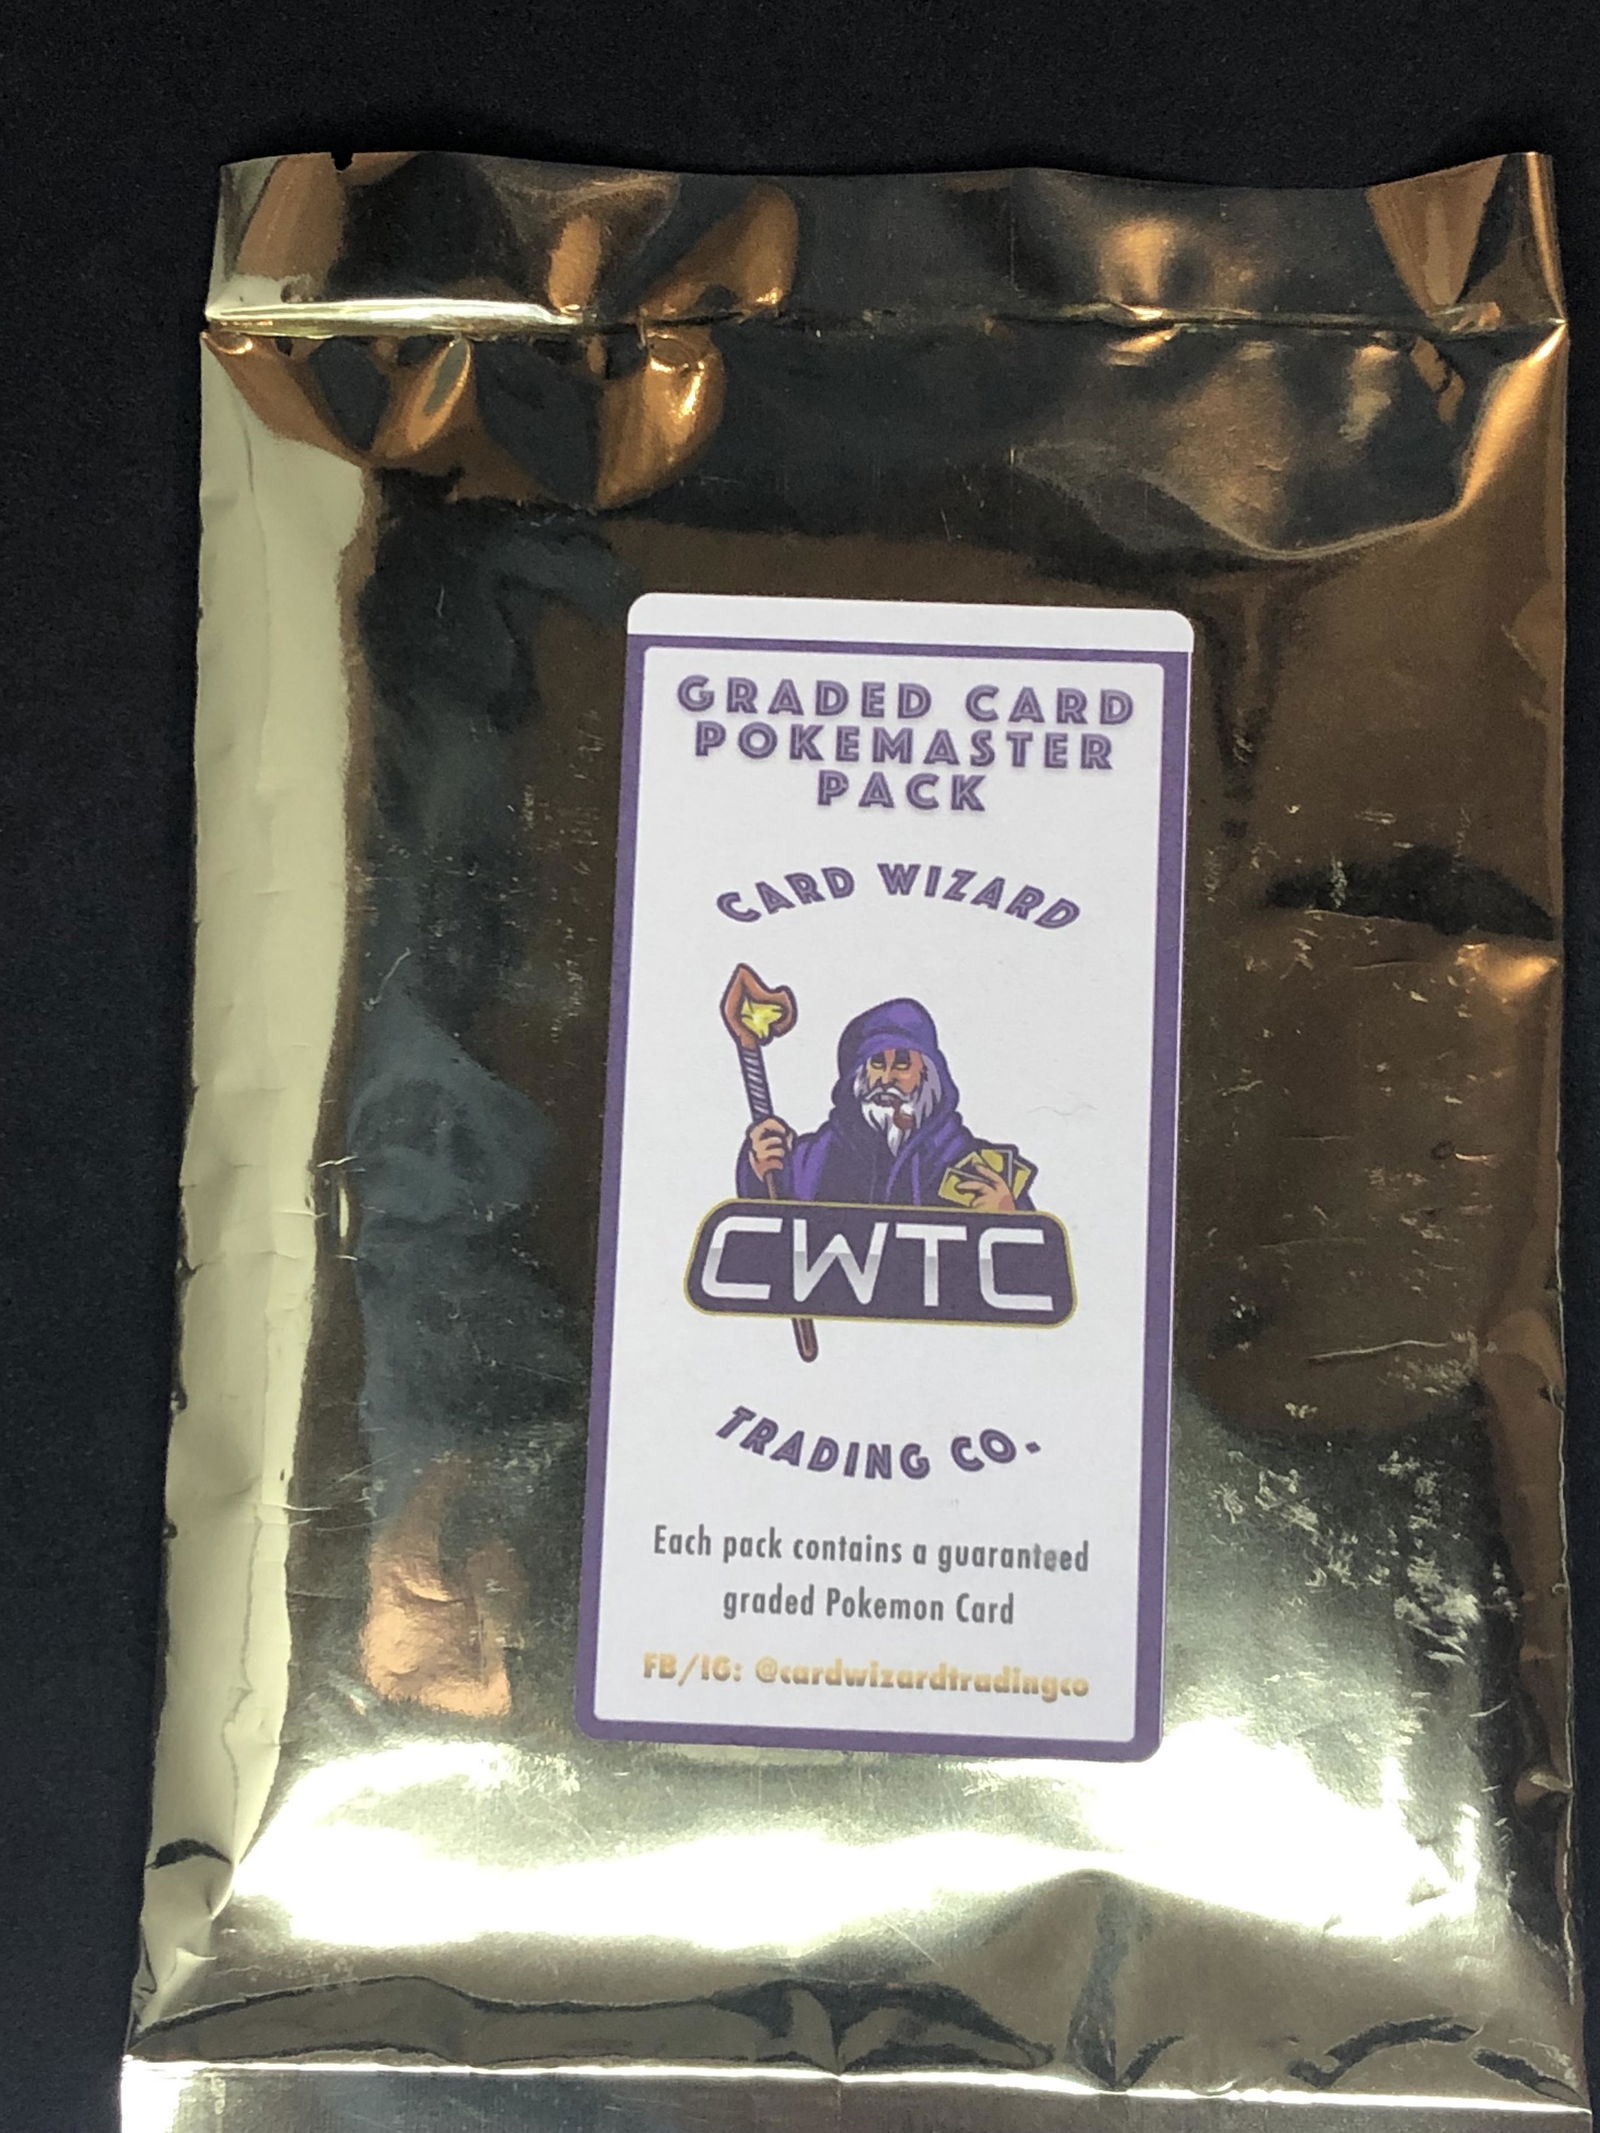 GRADED CARD
POKEMASTER
PACK
CARD WIZARD
CWTC
TRADING CO.
Each pack contains a guaranteed
graded Pokemon Card
FB/IG: @cardwizardtradingco